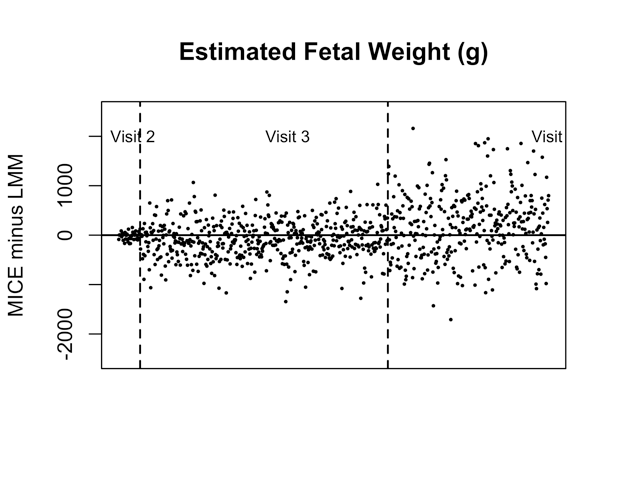 Estimated Fetal Weight (g)
Visit 2
Visit 3
Visit
MICE minus LMM
1000
0
-2000